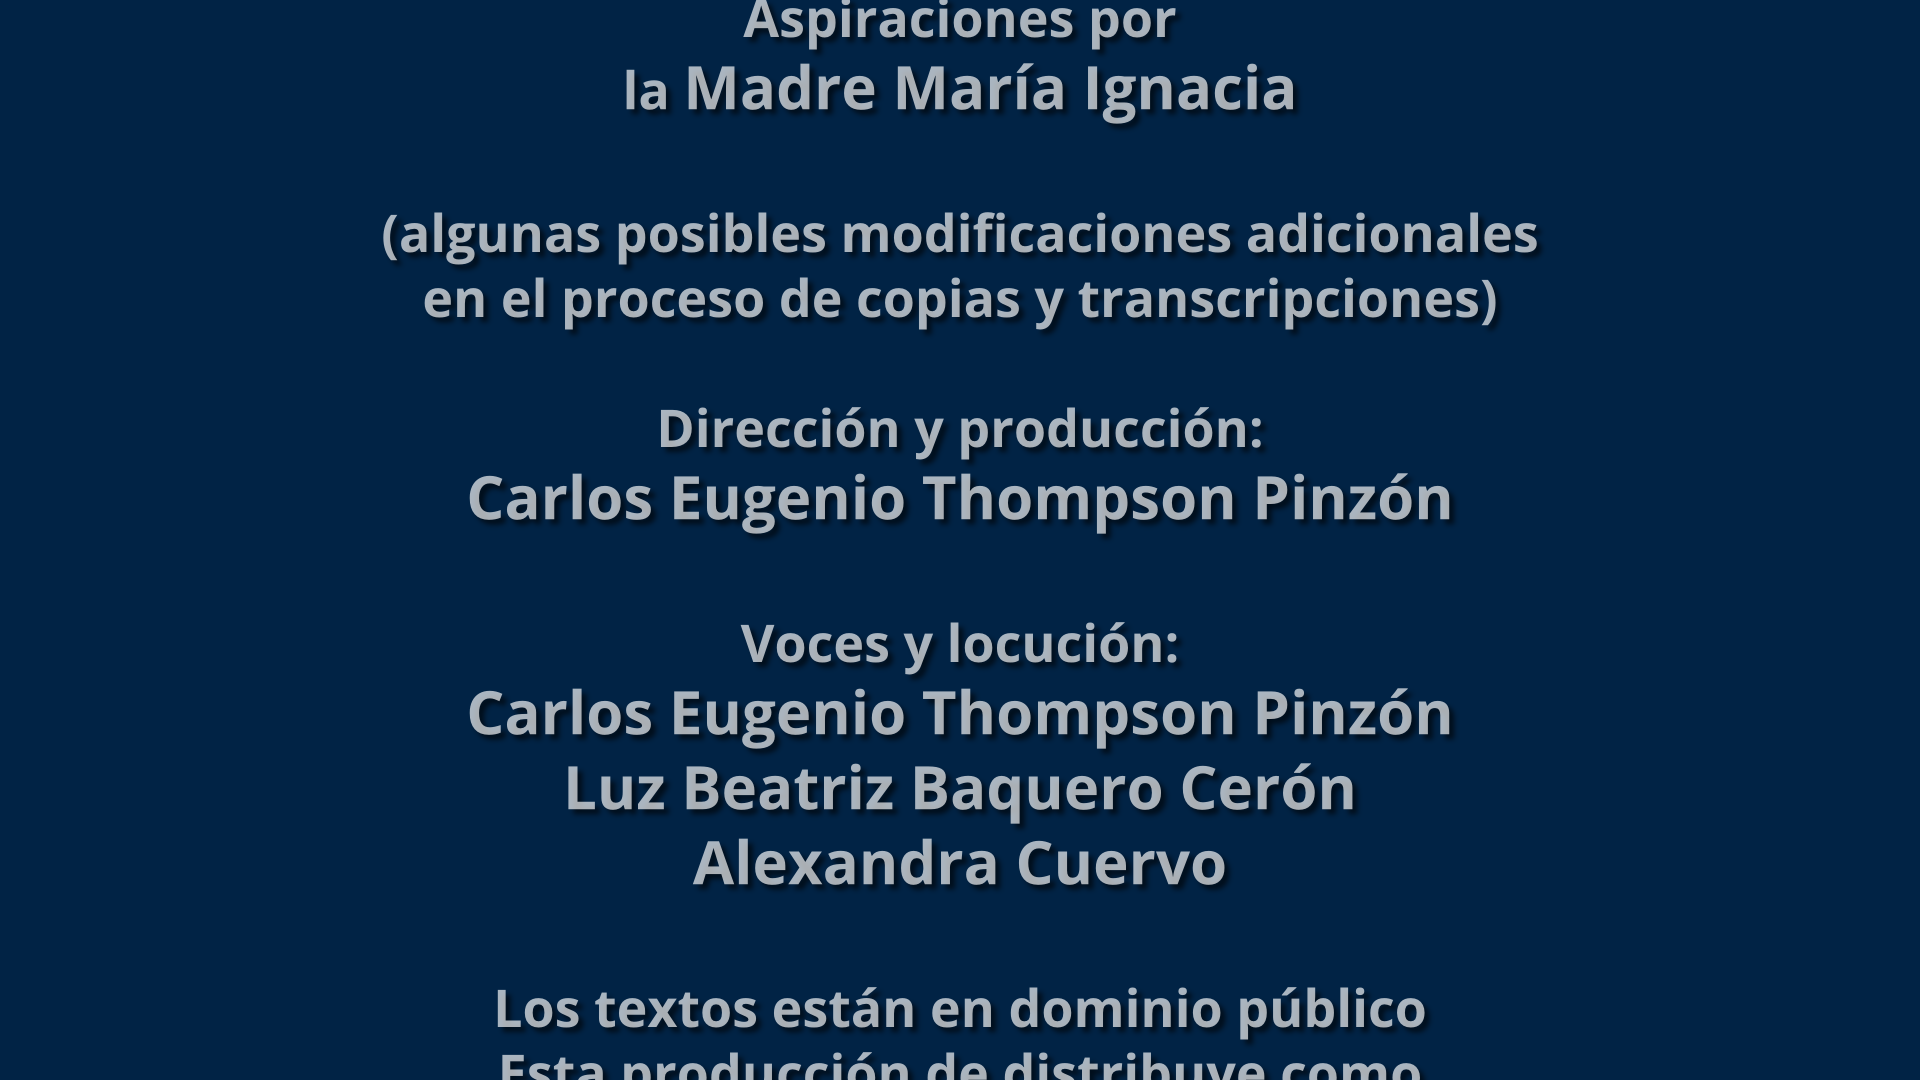 Aspiraciones por
la Madre María Ignacia
(algunas posibles modificaciones adicionales
en el proceso de copias y transcripciones)
Dirección y producción:
Carlos Eugenio Thompson Pinzón
Voces y locución:
Carlos Eugenio Thompson Pinzón
Luz Beatriz Baquero Cerón
Alexandra Cuervo
Los textos están en dominio público
Esta producción de distribuye como